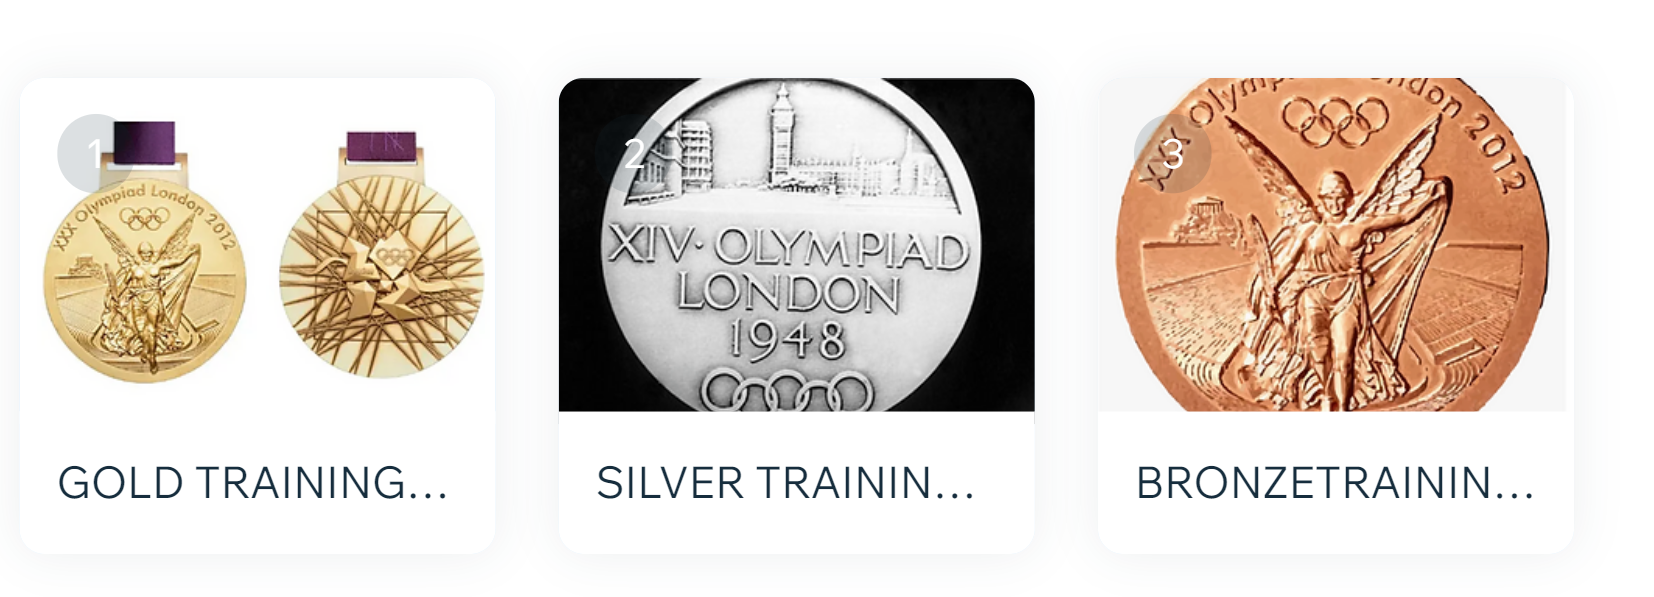 1
XXX Olympiad London 2012
GOLD TRAINING...
2
XIV· OLYMPIAD
LONDON
1948
SILVER TRAININ...
3
XXX Olympiad London 2012
BRONZETRAININ...